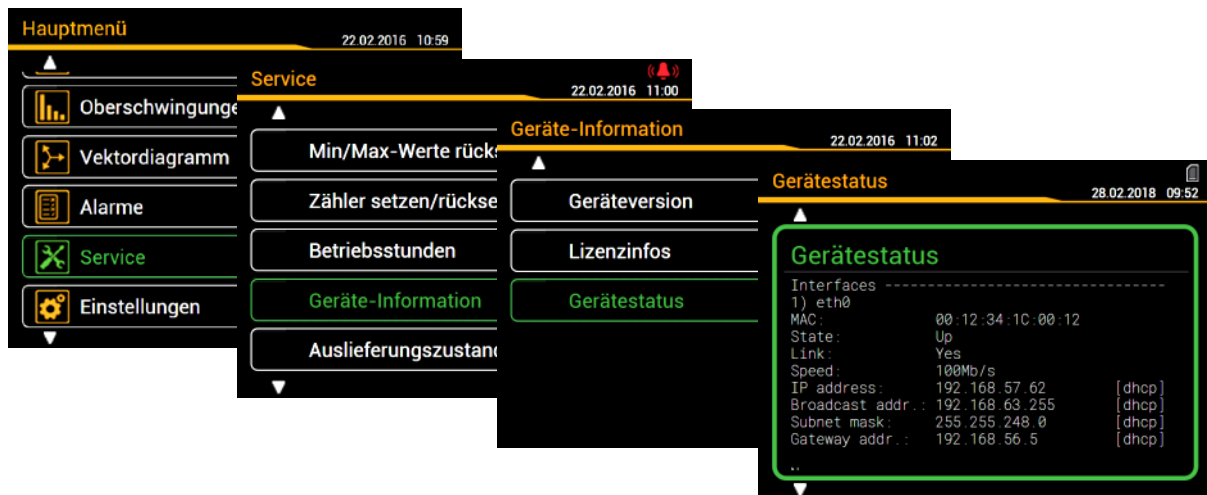 Hauptmenü
22.02.2016 10:59
Oberschwingunge
Vektordiagramm
Alarme
Service
Einstellungen
Service
22.02.2016 11:00
Min/Max-Werte rücks
Zähler setzen/rückse
Betriebsstunden
Geräte-Information
Auslieferungszustand
Geräte-Information
22.02.2016 11:02
Geräteversion
Lizenzinfos
Gerätestatus
Gerätestatus
28.02.2018 09:52
Gerätestatus
Interfaces ----------------------------------
1) eth0
MAC: 00:12:34:1C:00:12
State: Up
Link: Yes
Speed: 100Mb/s
IP address: 192.168.57.62 [dhcp]
Broadcast addr.: 192.168.63.255 [dhcp]
Subnet mask: 255.255.248.0 [dhcp]
Gateway addr.: 192.168.56.5 [dhcp]